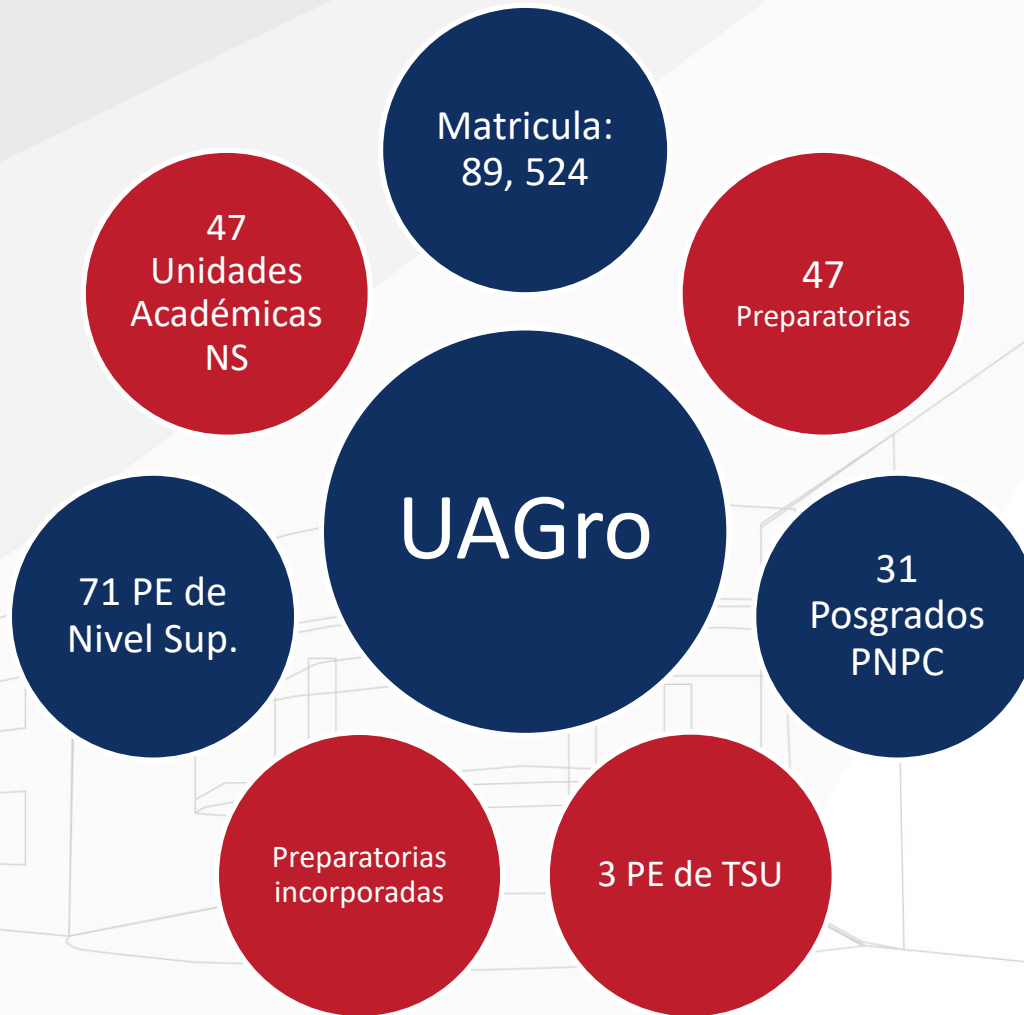 Matricula:
89, 524
47
Preparatorias
31
Posgrados
PNPC
3 PE de TSU
Preparatorias
incorporadas
71 PE de
Nivel Sup.
47
Unidades
Académicas
NS
UAGro